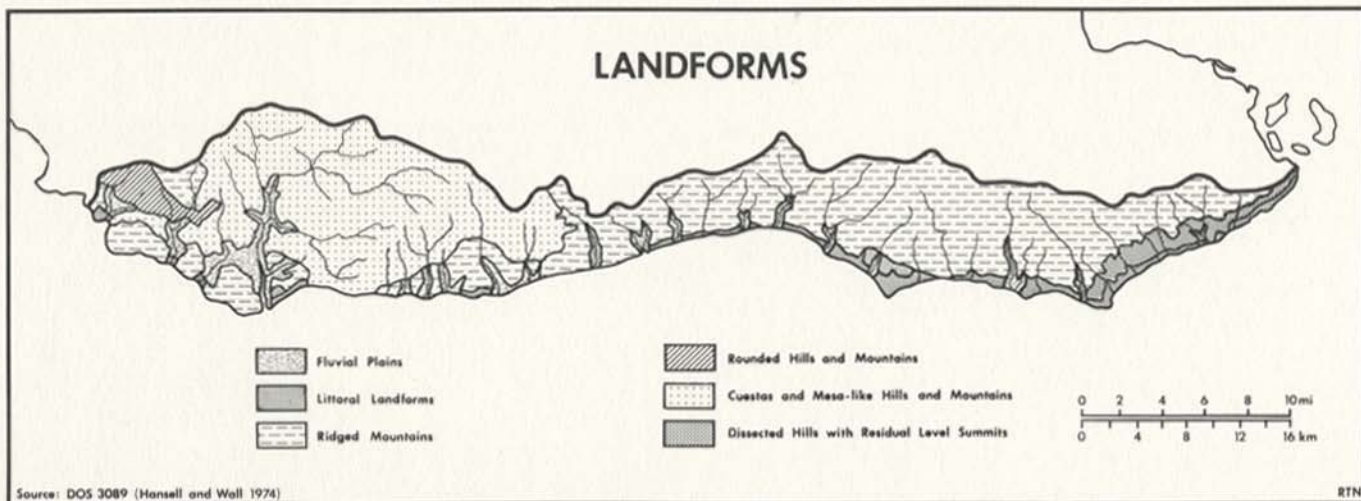 LANDFORMS
Fluvial Plains
Littoral Landforms
Ridged Mountains
Rounded Hills and Mountains
Cuestas and Mesa-like Hills and Mountains
Dissected Hills with Residual Level Summits
0 2 4 6 8 10 mi
0 4 8 12 16 km
Source: DOS 3089 (Hansell and Wall 1974)
RTN